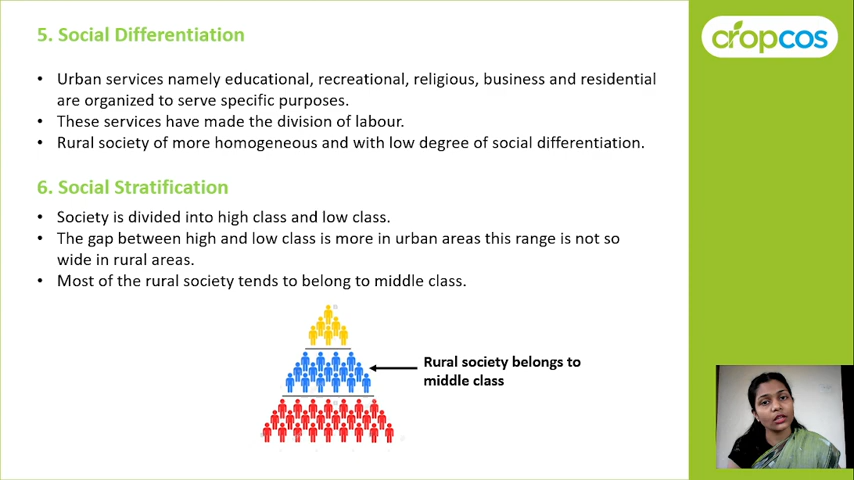 5. Social Differentiation
cropcos
• Urban services namely educational, recreational, religious, business and residential
are organized to serve specific purposes.
• These services have made the division of labour.
• Rural society of more homogeneous and with low degree of social differentiation.
6. Social Stratification
• Society is divided into high class and low class.
• The gap between high and low class is more in urban areas this range is not so
wide in rural areas.
• Most of the rural society tends to belong to middle class.
Rural society belongs to
middle class